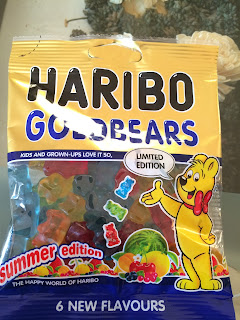 HARIBO
GOLDBEARS
KIDS AND GROWN-UPS LOVE IT SO,
LIMITED
EDITION
summer edition
THE HAPPY WORLD OF HARIBO
6 NEW FLAVOURS